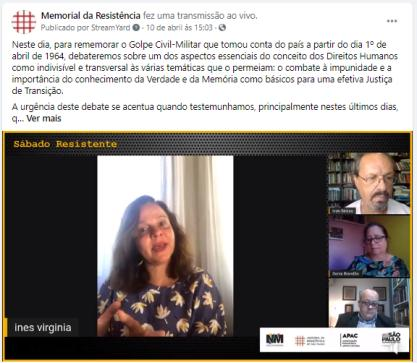 Memorial da Resistência fez uma transmissão ao vivo.
Publicado por StreamYard · 10 de abril às 15:03 ·
Neste dia, para rememorar o Golpe Civil-Militar que tomou conta do país a partir do dia 1º de
abril de 1964, debateremos sobre um dos aspectos essenciais do conceito dos Direitos Humanos
como indivisível e transversal às várias temáticas que o permeiam: o combate à impunidade e a
importância do conhecimento da Verdade e da Memória como básicos para uma efetiva Justiça
de Transição.
A urgência deste debate se acentua quando testemunhamos, principalmente nestes últimos dias,
q... Ver mais
Sábado Resistente
ines virginia
NM
APAC
SÃO PAULO